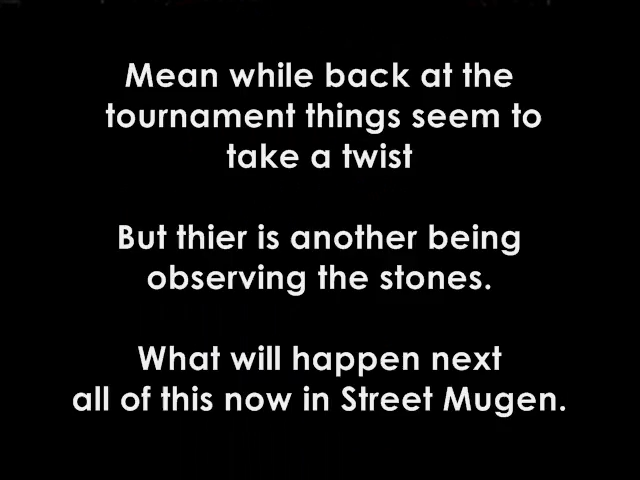 Mean while back at the
tournament things seem to
take a twist
But thier is another being
observing the stones.
What will happen next
all of this now in Street Mugen.